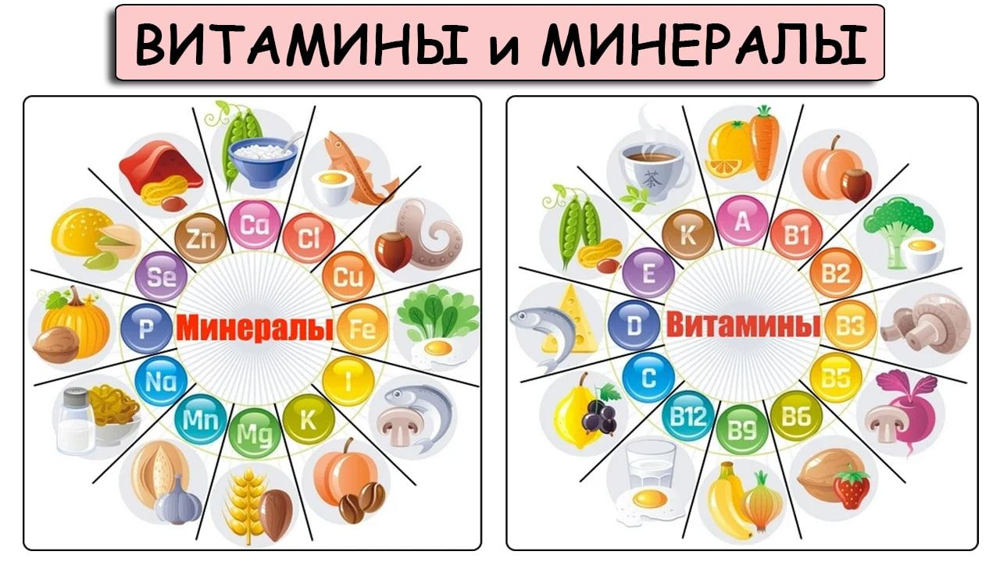 ВИТАМИНЫ и МИНЕРАЛЫ
Минералы
Ca
Cl
Cu
Fe
I
K
Mg
Mn
Na
P
Se
Zn
Витамины
A
B1
B2
B3
B5
B6
B9
B12
C
D
E
K
茶